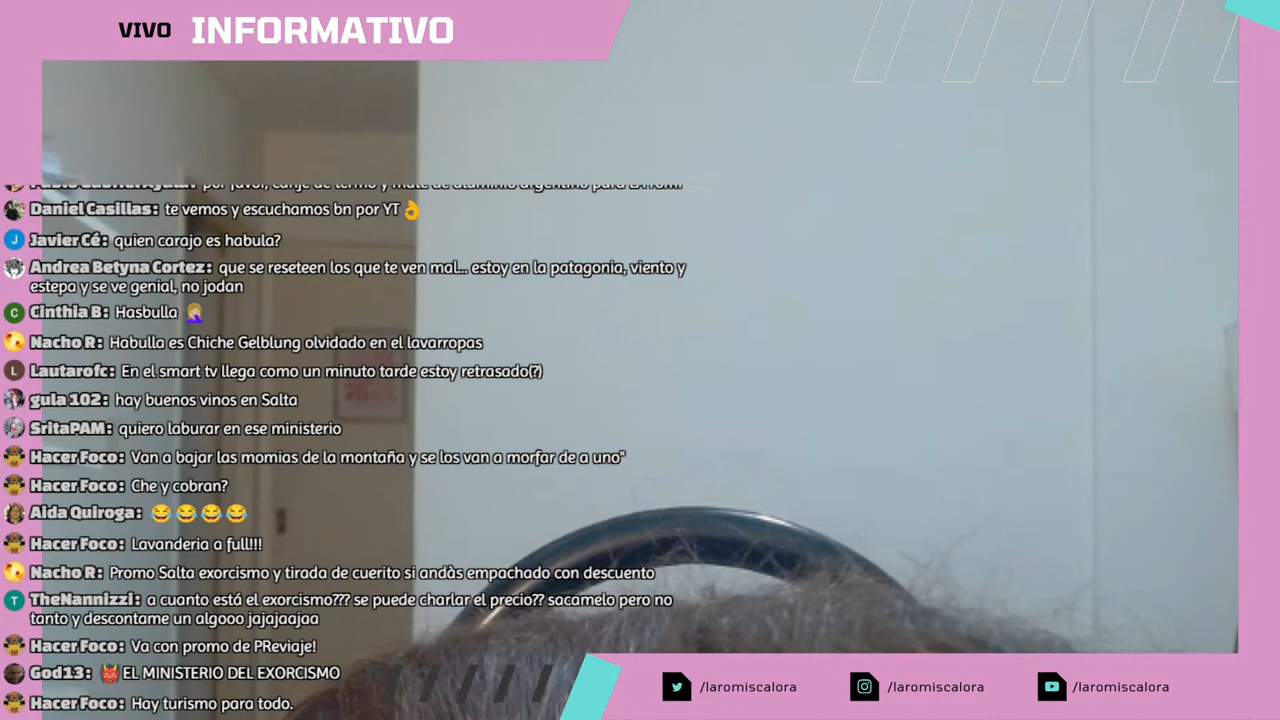 VIVO INFORMATIVO
Daniel Casillas: te vemos y escuchamos bn por YT 👌
J Javier Cé: quien carajo es habula?
Andrea Betyna Cortez: que se reseteen los que te ven mal... estoy en la patagonia, viento y
estepa y se ve genial, no jodan
C Cinthia B: Hasbulla 🤦‍♀️
Nacho R: Habulla es Chiche Gelblung olvidado en el lavarropas
L Lautarofc: En el smart tv llega como un minuto tarde estoy retrasado(?)
gula 102: hay buenos vinos en Salta
SritaPAM: quiero laburar en ese ministerio
Hacer Foco: Van a bajar las momias de la montaña y se los van a morfar de a uno"
Hacer Foco: Che y cobran?
Aida Quiroga: 😂😂😂😂
Hacer Foco: Lavanderia a full!!!
Nacho R: Promo Salta exorcismo y tirada de cuerito si andàs empachado con descuento
T TheNannizzi: a cuanto está el exorcismo??? se puede charlar el precio?? sacamelo pero no
tanto y descontame un algooo jajajaajaa
Hacer Foco: Va con promo de PReviaje!
God13: 👹EL MINISTERIO DEL EXORCISMO
Hacer Foco: Hay turismo para todo.
/laromiscalora /laromiscalora /laromiscalora